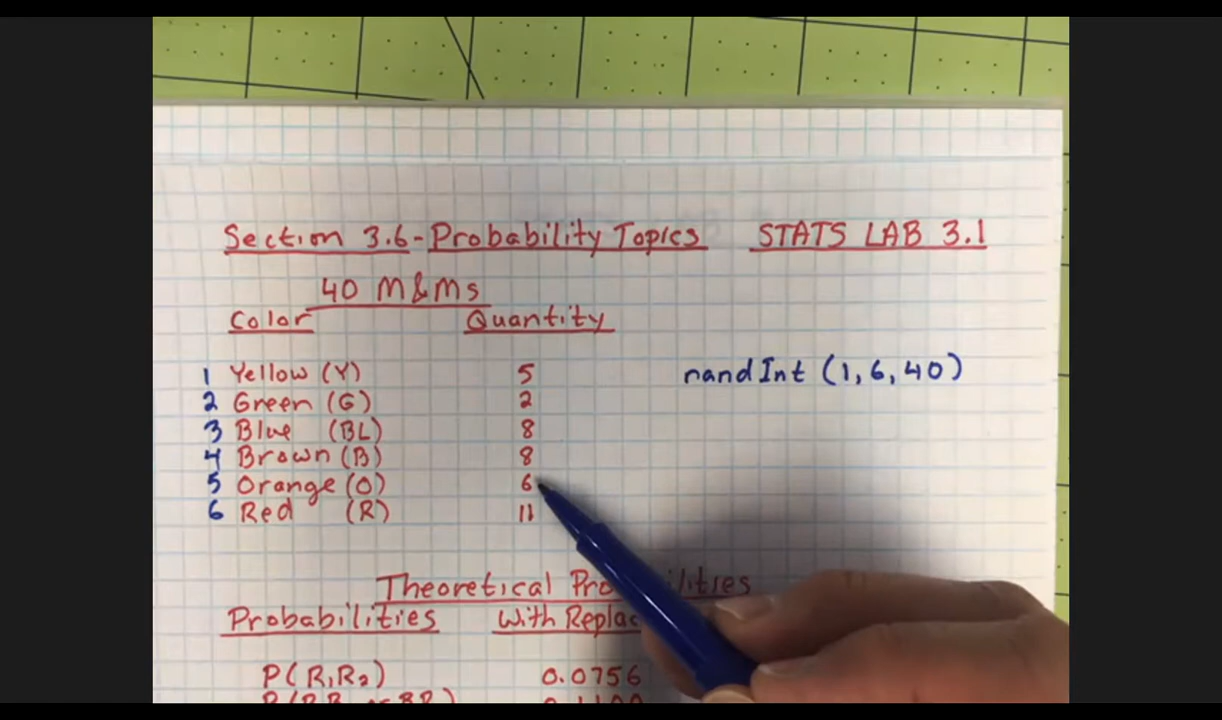 Section 3.6-Probability Topics STATS LAB 3.1
40 M&Ms
Color Quantity
1 Yellow (Y) 5 randInt (1,6,40)
2 Green (G) 2
3 Blue (BL) 8
4 Brown (B) 8
5 Orange (O) 6
6 Red (R) 11
Theoretical
Probabilities With
P(R₁R₂) 0.0756